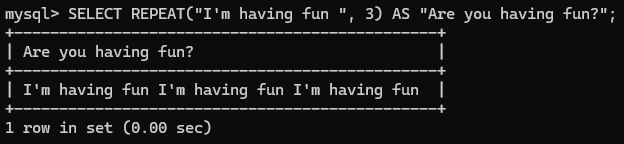 mysql> SELECT REPEAT("I'm having fun ", 3) AS "Are you having fun?";
+-----------------------------------------------+
| Are you having fun?                           |
+-----------------------------------------------+
| I'm having fun I'm having fun I'm having fun  |
+-----------------------------------------------+
1 row in set (0.00 sec)